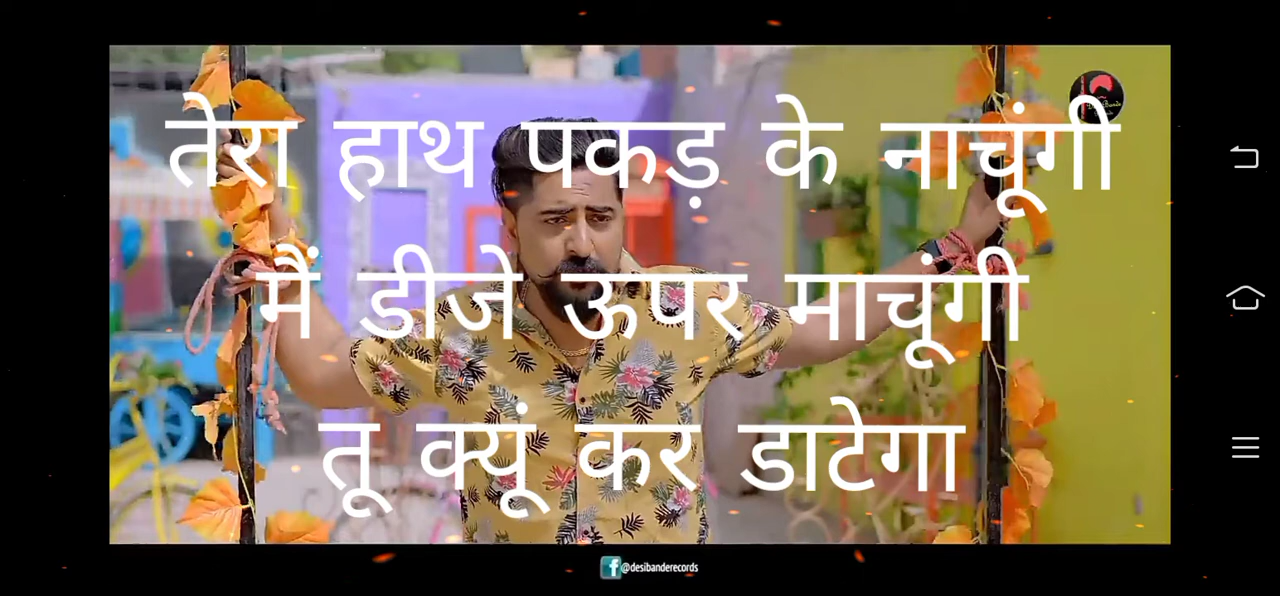 तेरा हाथ पकड़ के नाचूंगी
मैं डीजे ऊपर माचूंगी
तू क्यूं कर डाटेगा
f @desibanderecords